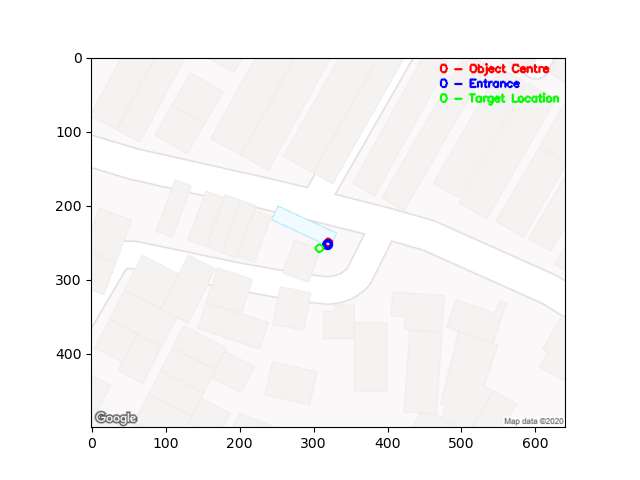 0
100
200
300
400
0 100 200 300 400 500 600
O - Object Centre
O - Entrance
O - Target Location
Google
Map data ©2020